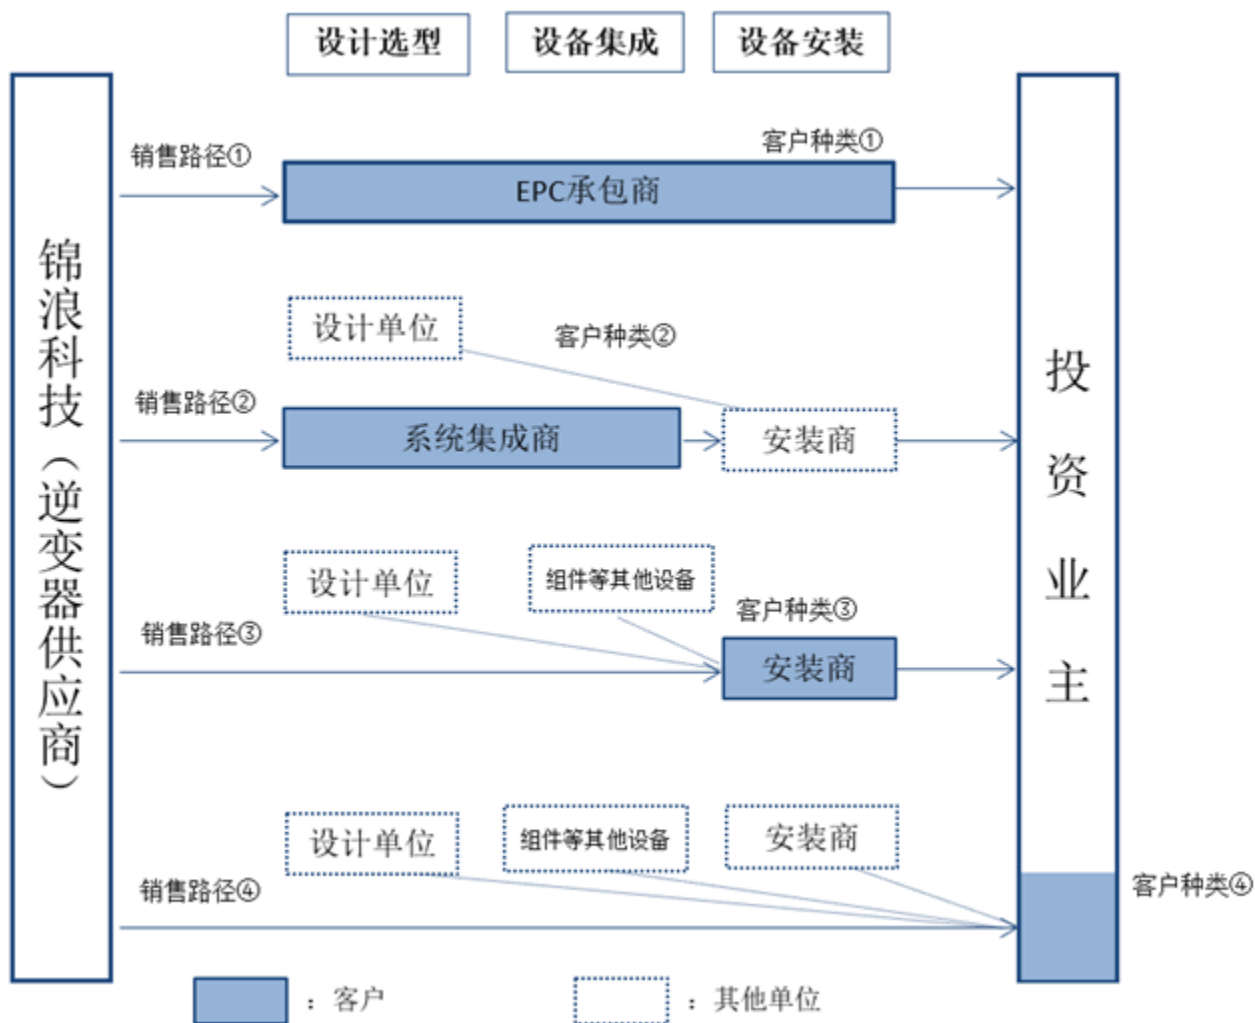 设计选型
设备集成
设备安装
锦浪科技（逆变器供应商）
投资业主
销售路径①
客户种类①
EPC承包商
设计单位
客户种类②
销售路径②
系统集成商
安装商
设计单位
组件等其他设备
客户种类③
销售路径③
安装商
设计单位
组件等其他设备
安装商
销售路径④
客户种类④
：客户
：其他单位